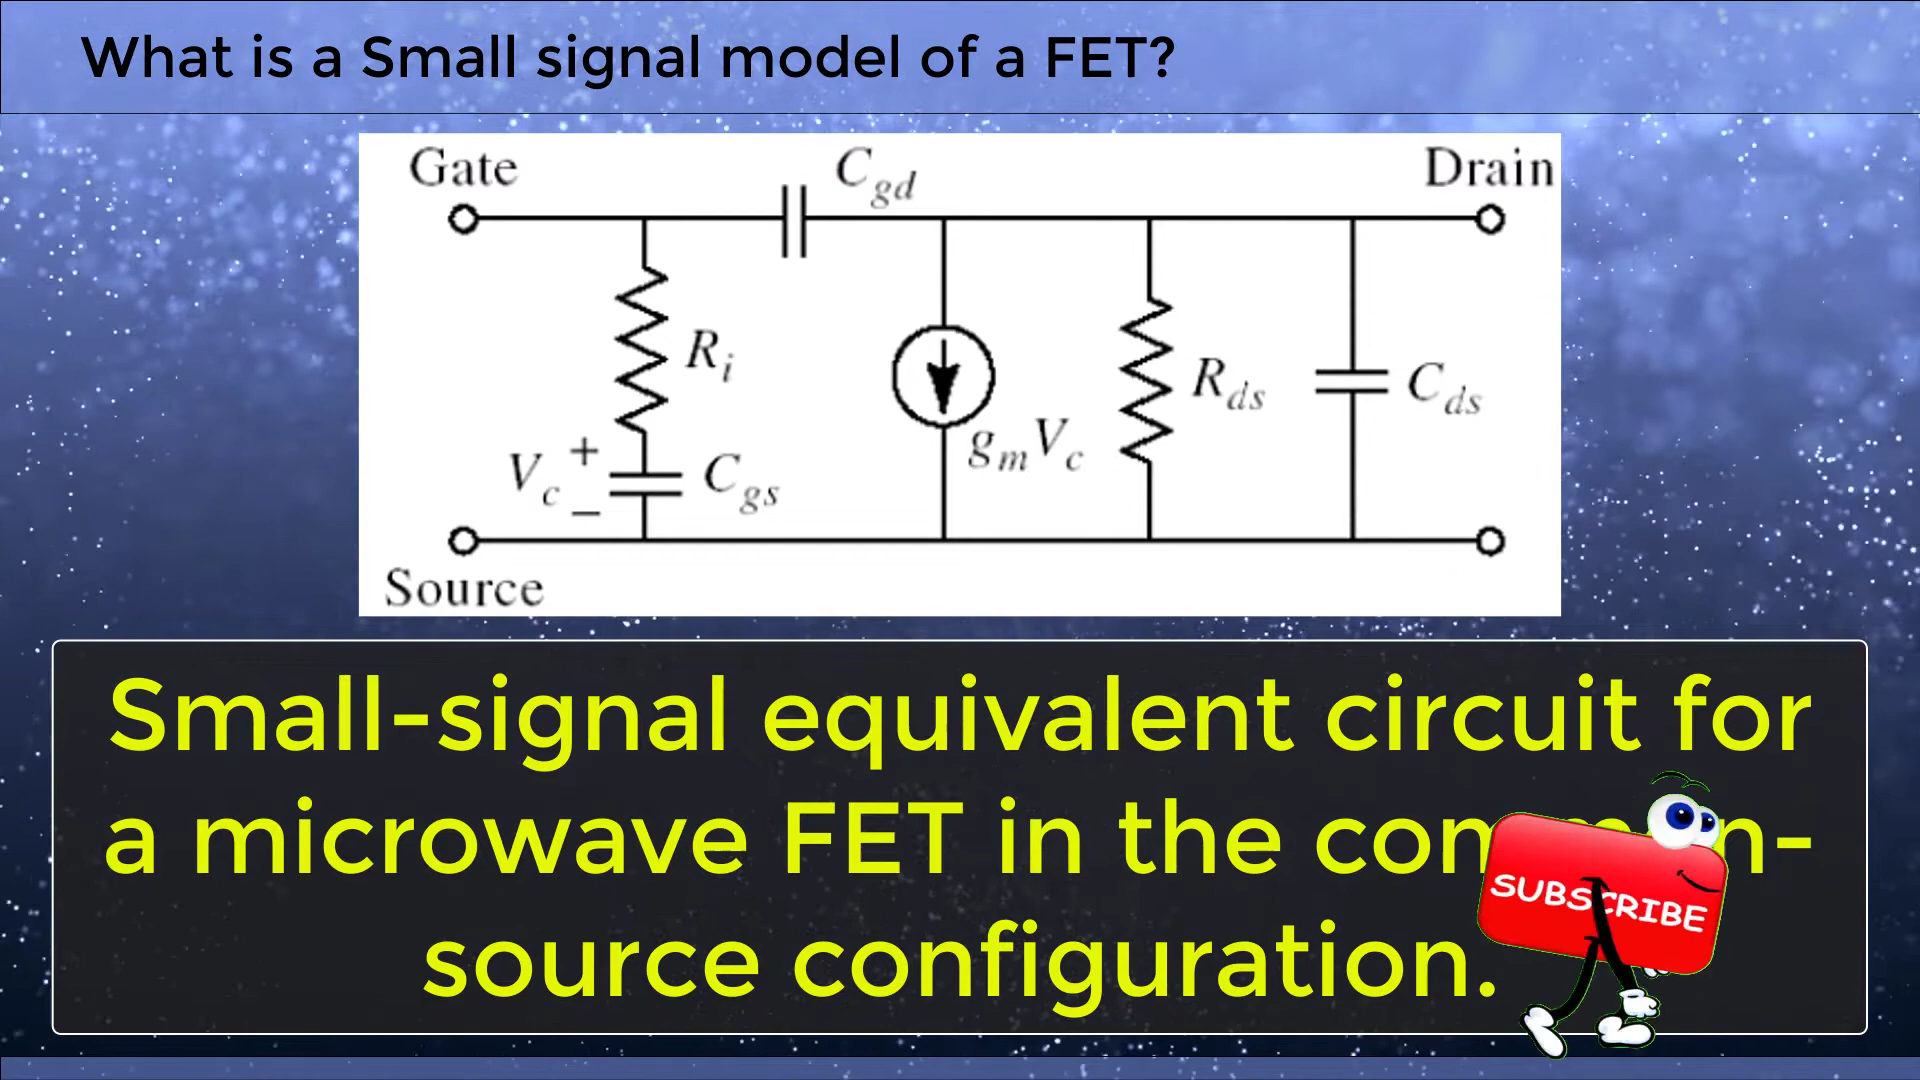 What is a Small signal model of a FET?
Gate
C_gd
Drain
R_i
R_ds
C_ds
g_m V_c
V_c
+
−
C_gs
Source
Small-signal equivalent circuit for
a microwave FET in the
source configuration.
SUBSCRIBE